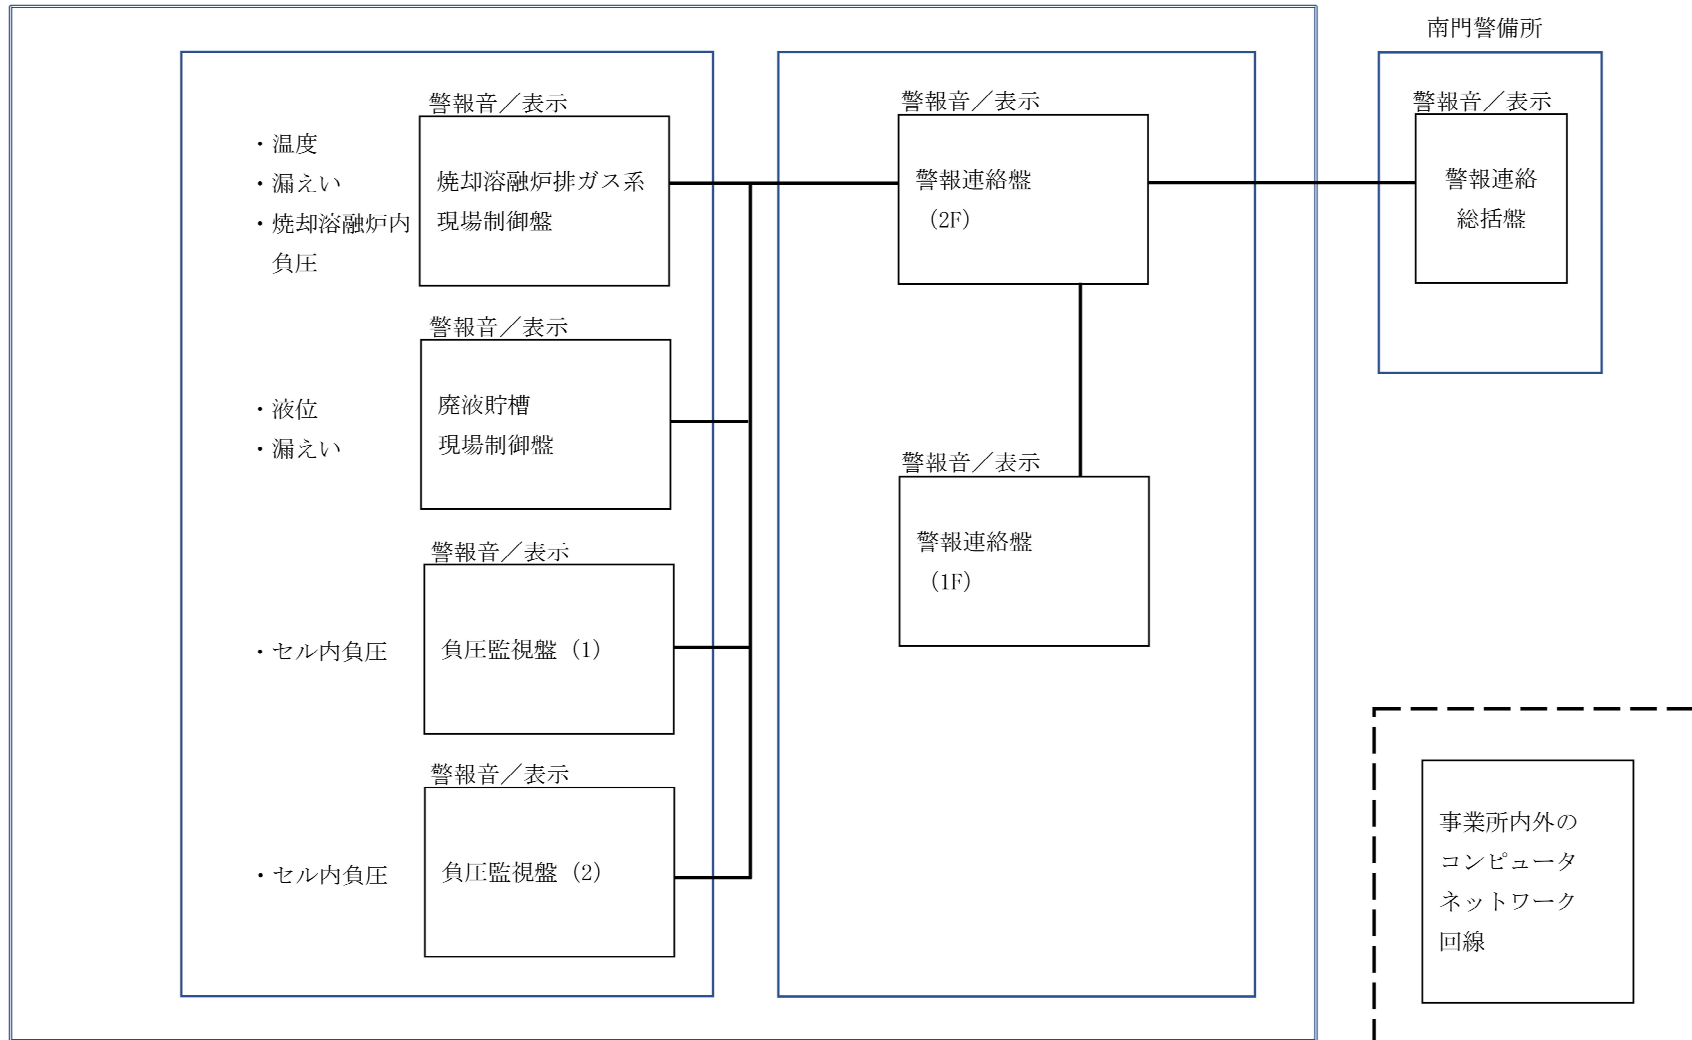 南門警備所
警報音／表示
・温度
・漏えい
・焼却溶融炉内
負圧
焼却溶融炉排ガス系
現場制御盤
警報音／表示
・液位
・漏えい
廃液貯槽
現場制御盤
警報音／表示
・セル内負圧
負圧監視盤（1）
警報音／表示
・セル内負圧
負圧監視盤（2）
警報音／表示
警報連絡盤
（2F）
警報音／表示
警報連絡盤
（1F）
警報音／表示
警報連絡
総括盤
事業所内外の
コンピュータ
ネットワーク
回線